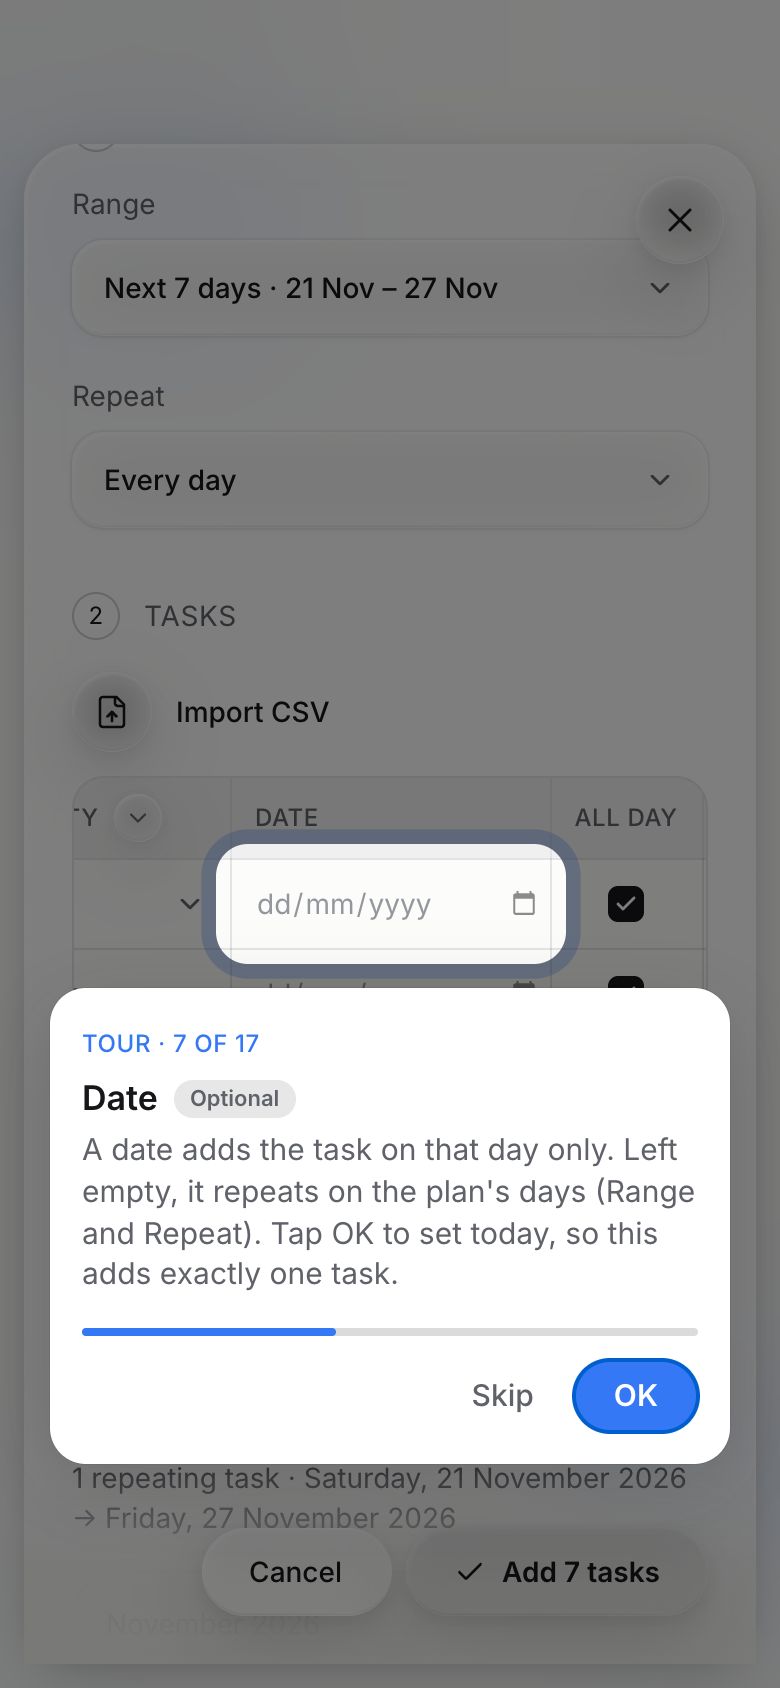 Range
Next 7 days · 21 Nov – 27 Nov
Repeat
Every day
2 TASKS
Import CSV
TY DATE ALL DAY
dd/mm/yyyy
TOUR · 7 OF 17
Date Optional
A date adds the task on that day only. Left
empty, it repeats on the plan's days (Range
and Repeat). Tap OK to set today, so this
adds exactly one task.
Skip OK
1 repeating task · Saturday, 21 November 2026
→ Friday, 27 November 2026
Cancel Add 7 tasks
November 2026